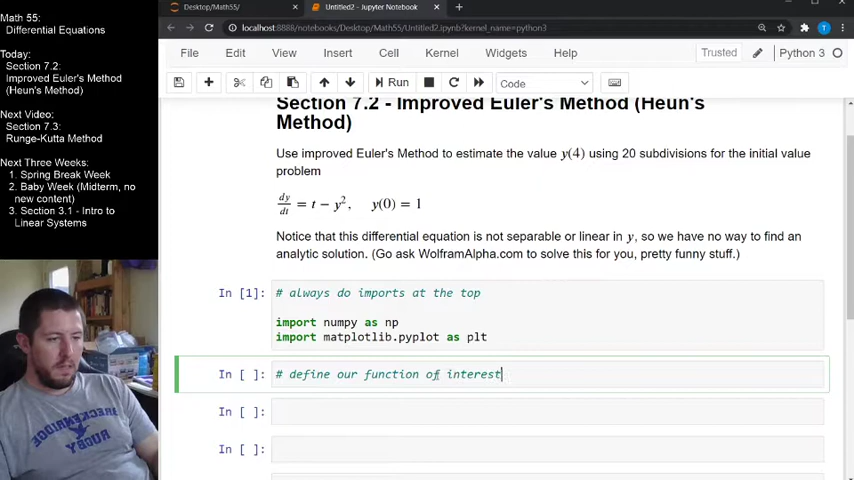 Math 55:
Differential Equations
Today:
Section 7.2:
Improved Euler's Method
(Heun's Method)
Next Video:
Section 7.3:
Runge-Kutta Method
Next Three Weeks:
1. Spring Break Week
2. Baby Week (Midterm, no
new content)
3. Section 3.1 - Intro to
Linear Systems
BRECKENRIDGE
RUGBY
Desktop/Math55/
Untitled2 - Jupyter Notebook
localhost:8888/notebooks/Desktop/Math55/Untitled2.ipynb?kernel_name=python3
T
File Edit View Insert Cell Kernel Widgets Help Trusted Python 3
Run Code
Section 7.2 - Improved Euler's Method (Heun's
Method)
Use improved Euler's Method to estimate the value y(4) using 20 subdivisions for the initial value
problem
dy/dt = t − y², y(0) = 1
Notice that this differential equation is not separable or linear in y, so we have no way to find an
analytic solution. (Go ask WolframAlpha.com to solve this for you, pretty funny stuff.)
In [1]: # always do imports at the top
import numpy as np
import matplotlib.pyplot as plt
In [ ]: # define our function of interest
In [ ]:
In [ ]: